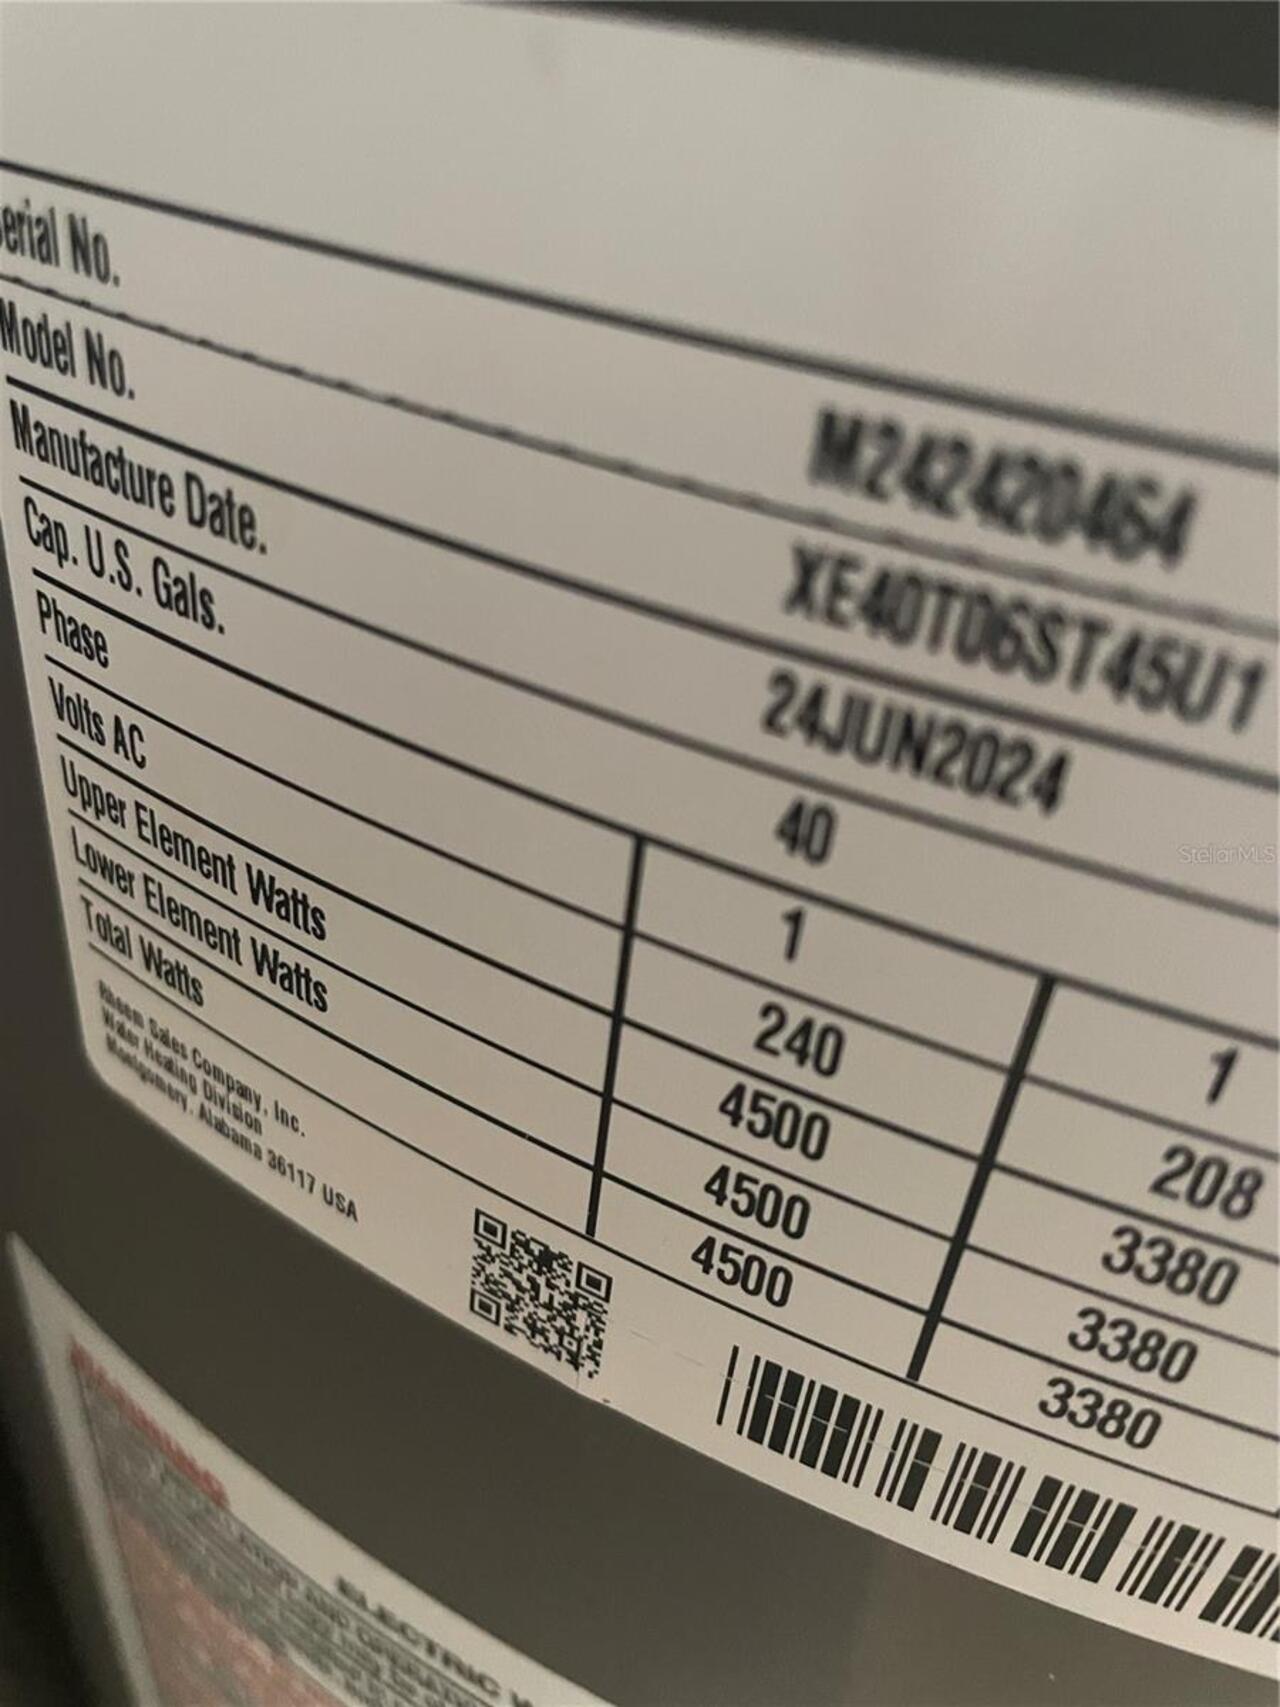 erial No. M242420464
Model No. XE40T06ST45U1
Manufacture Date. 24JUN2024
Cap. U.S. Gals. 40
Phase 1 1
Volts AC 240 208
Upper Element Watts 4500 3380
Lower Element Watts 4500 3380
Total Watts 4500 3380
Rheem Sales Company, Inc.
Water Heating Division
Montgomery, Alabama 36117 USA
StellarMLS
ELECTRIC W